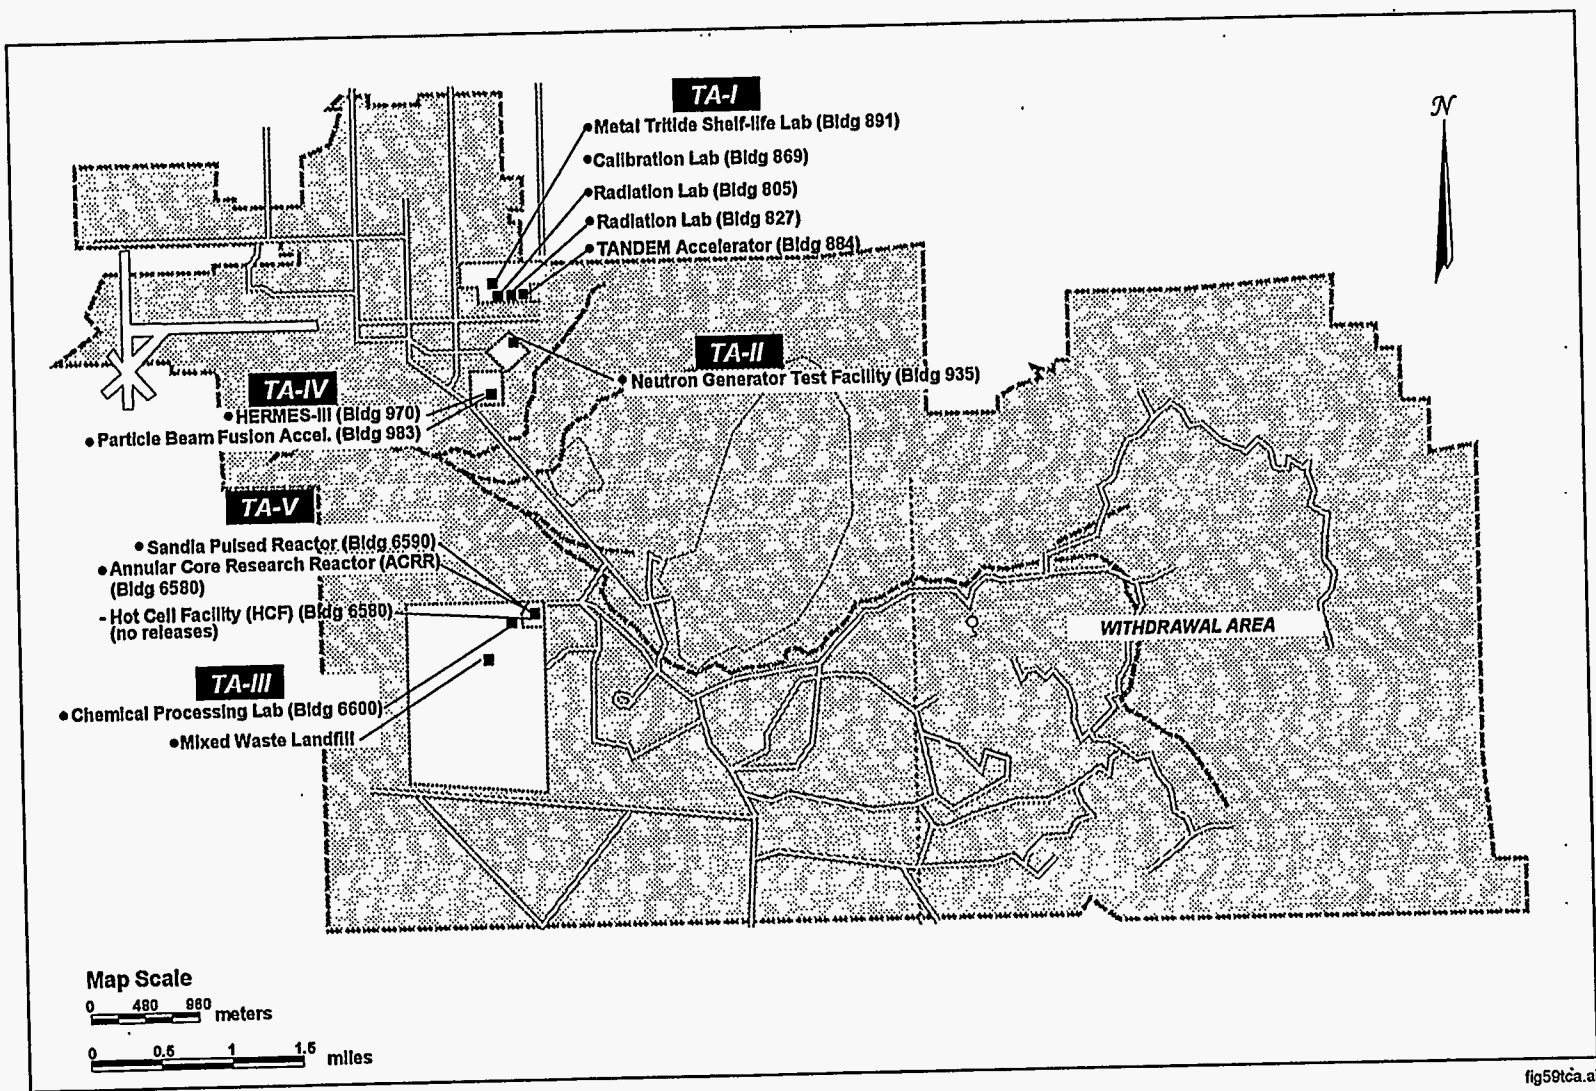 TA-I
●Metal Tritide Shelf-life Lab (Bldg 891)
●Calibration Lab (Bldg 869)
●Radiation Lab (Bldg 805)
●Radiation Lab (Bldg 827)
●TANDEM Accelerator (Bldg 884)
N
TA-II
●Neutron Generator Test Facility (Bldg 935)
TA-IV
●HERMES-III (Bldg 970)
●Particle Beam Fusion Accel. (Bldg 983)
TA-V
●Sandia Pulsed Reactor (Bldg 6590)
●Annular Core Research Reactor (ACRR)
(Bldg 6580)
- Hot Cell Facility (HCF) (Bldg 6580)
(no releases)
WITHDRAWAL AREA
TA-III
●Chemical Processing Lab (Bldg 6600)
●Mixed Waste Landfill
Map Scale
0 480 960 meters
0 0.5 1 1.5 miles
fig59tca.a